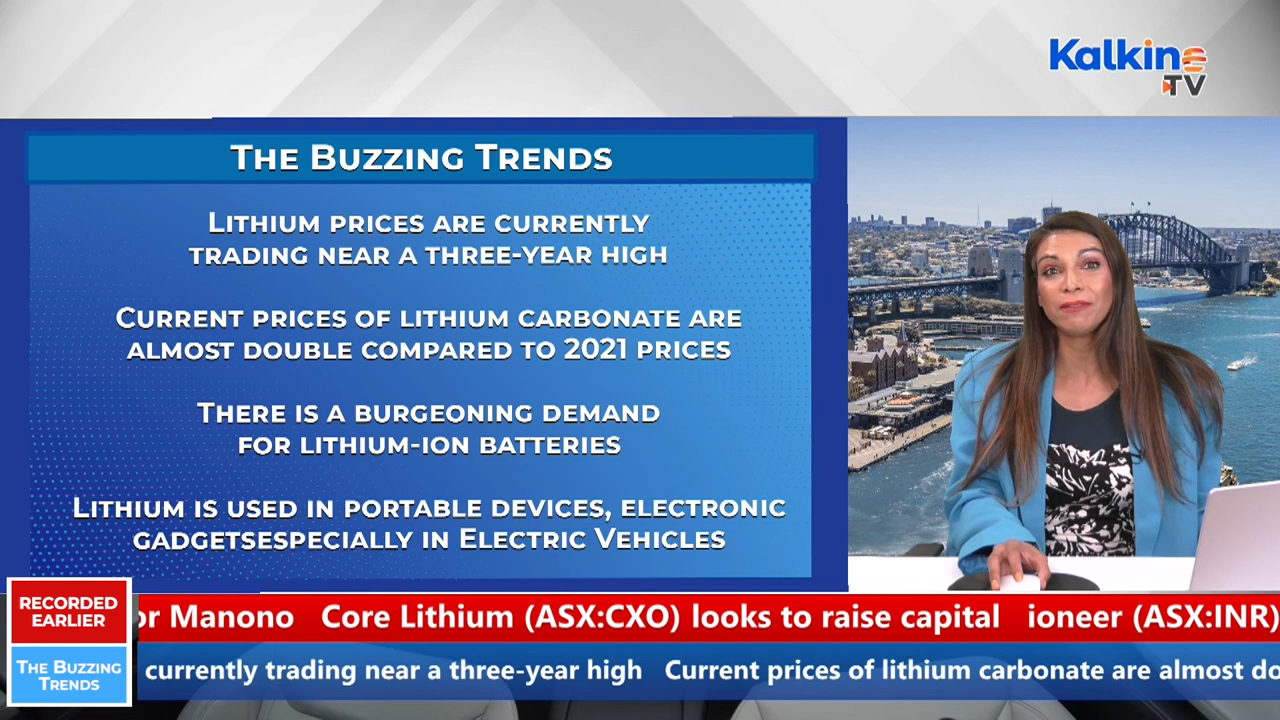 Kalkine
TV
The Buzzing Trends
Lithium prices are currently
trading near a three-year high
Current prices of lithium carbonate are
almost double compared to 2021 prices
There is a burgeoning demand
for lithium-ion batteries
Lithium is used in portable devices, electronic
gadgetsespecially in Electric Vehicles
RECORDED
EARLIER
or Manono Core Lithium (ASX:CXO) looks to raise capital ioneer (ASX:INR)
The Buzzing
Trends
currently trading near a three-year high Current prices of lithium carbonate are almost do